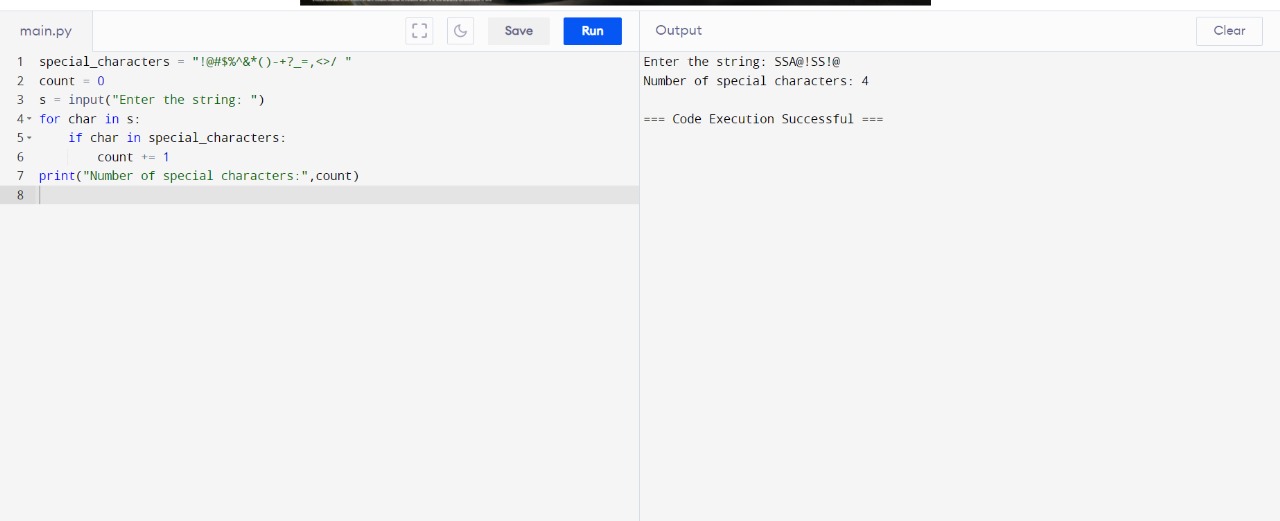 main.py
Save
Run
Output
Clear
1 special_characters = "!@#$%^&*()-+?_=,<>/ "
2 count = 0
3 s = input("Enter the string: ")
4 for char in s:
5 if char in special_characters:
6 count += 1
7 print("Number of special characters:",count)
8
Enter the string: SSA@!SS!@
Number of special characters: 4
=== Code Execution Successful ===